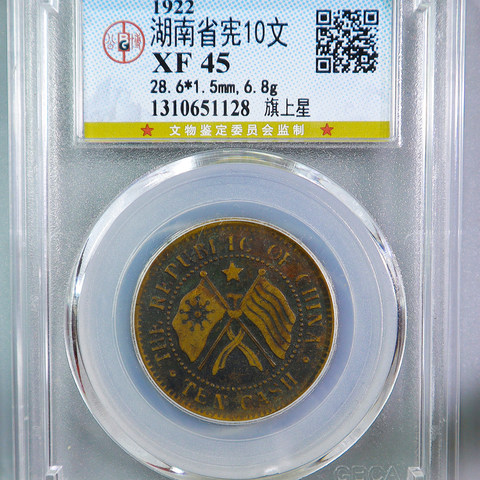 1922
湖南省宪10文
XF 45
28.6*1.5mm,6.8g
1310651128 旗上星
★ 文物鉴定委员会监制 ★
THE REPUBLIC OF CHINA
TEN CASH